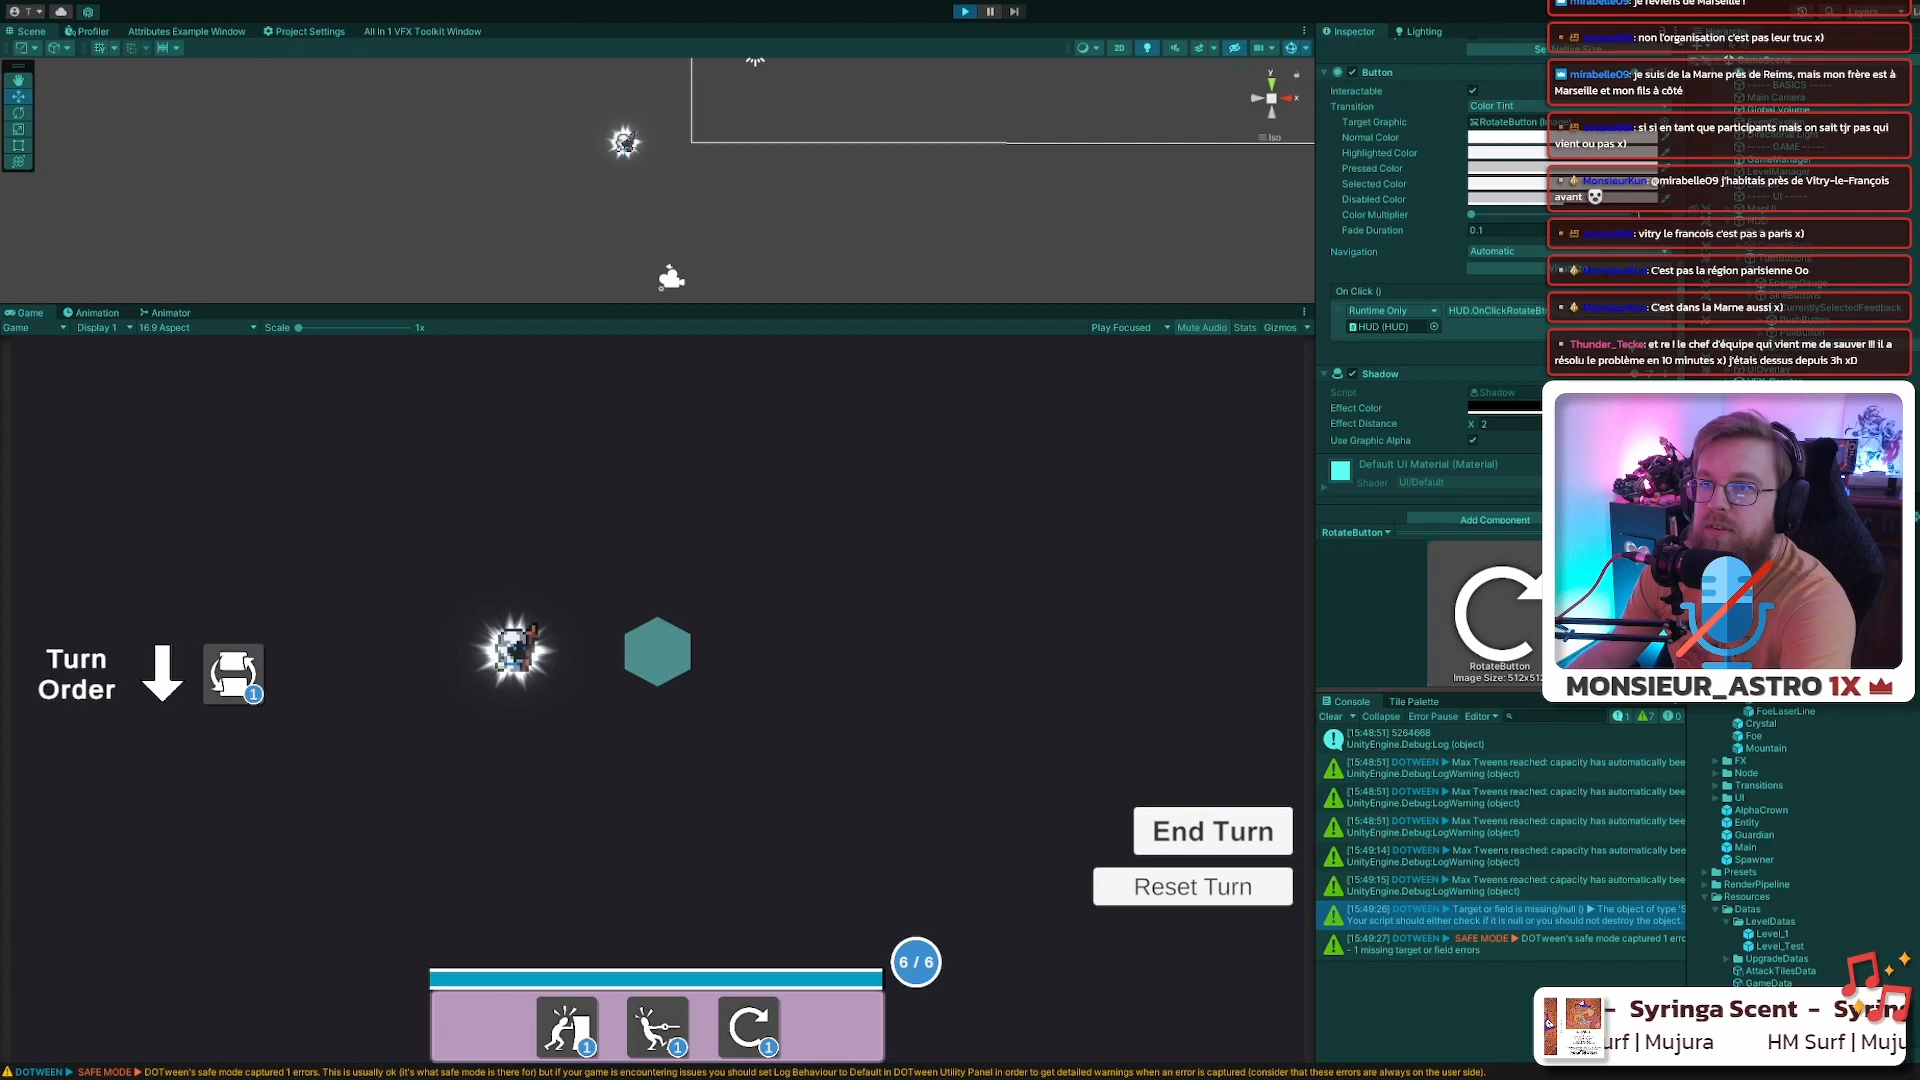 T
Scene
Profiler
Attributes Example Window
Project Settings
All In 1 VFX Toolkit Window
2D
y
x
Iso
Game
Animation
Animator
Game
Display 1
16:9 Aspect
Scale
1x
Play Focused
Mute Audio
Stats
Gizmos
Turn
Order
1
End Turn
Reset Turn
6 / 6
1
1
1
Inspector
Lighting
Button
Interactable
Transition
Color Tint
Target Graphic
RotateButton
Normal Color
Highlighted Color
Pressed Color
Selected Color
Disabled Color
Color Multiplier
Fade Duration
0.1
Navigation
Automatic
On Click ()
Runtime Only
HUD.OnClickRotateBt
HUD (HUD)
Shadow
Script
Shadow
Effect Color
Effect Distance
X 2
Use Graphic Alpha
Default UI Material (Material)
Shader
UI/Default
Add Component
RotateButton
RotateButton
Image Size: 512x512
mirabelle09: je reviens de Marseille !
non l'organisation c'est pas leur truc x)
mirabelle09: je suis de la Marne près de Reims, mais mon frère est à
Marseille et mon fils à côté
si si en tant que participants mais on sait tjr pas qui
vient ou pas x)
MonsieurKun: @mirabelle09 j'habitais près de Vitry-le-François
avant
: vitry le francois c'est pas a paris x)
MonsieurKun: C'est pas la région parisienne Oo
MonsieurKun: C'est dans la Marne aussi x)
Thunder_Tecke: et re ! le chef d'équipe qui vient me de sauver !!! il a
résolu le problème en 10 minutes x) j'étais dessus depuis 3h xD
MONSIEUR_ASTRO 1X
Console
Tile Palette
Clear
Collapse
Error Pause
Editor
1
7
0
[15:48:51] 5264668
UnityEngine.Debug:Log (object)
[15:48:51] DOTWEEN ► Max Tweens reached: capacity has automatically bee
UnityEngine.Debug:LogWarning (object)
[15:48:51] DOTWEEN ► Max Tweens reached: capacity has automatically bee
UnityEngine.Debug:LogWarning (object)
[15:48:51] DOTWEEN ► Max Tweens reached: capacity has automatically bee
UnityEngine.Debug:LogWarning (object)
[15:49:14] DOTWEEN ► Max Tweens reached: capacity has automatically bee
UnityEngine.Debug:LogWarning (object)
[15:49:15] DOTWEEN ► Max Tweens reached: capacity has automatically bee
UnityEngine.Debug:LogWarning (object)
[15:49:26] DOTWEEN ► Target or field is missing/null () ► The object of type 'S
Your script should either check if it is null or you should not destroy the object.
[15:49:27] DOTWEEN ► SAFE MODE ► DOTween's safe mode captured 1 erro
- 1 missing target or field errors
FoeLaserLine
Crystal
Foe
Mountain
FX
Node
Transitions
UI
AlphaCrown
Entity
Guardian
Main
Spawner
Presets
RenderPipeline
Resources
Datas
LevelDatas
Level_1
Level_Test
UpgradeDatas
AttackTilesData
GameData
- Syringa Scent - Syring
urf | Mujura HM Surf | Muju
DOTWEEN ► SAFE MODE ► DOTween's safe mode captured 1 errors. This is usually ok (it's what safe mode is there for) but if your game is encountering issues you should set Log Behaviour to Default in DOTween Utility Panel in order to get detailed warnings when an error is captured (consider that these errors are always on the user side).